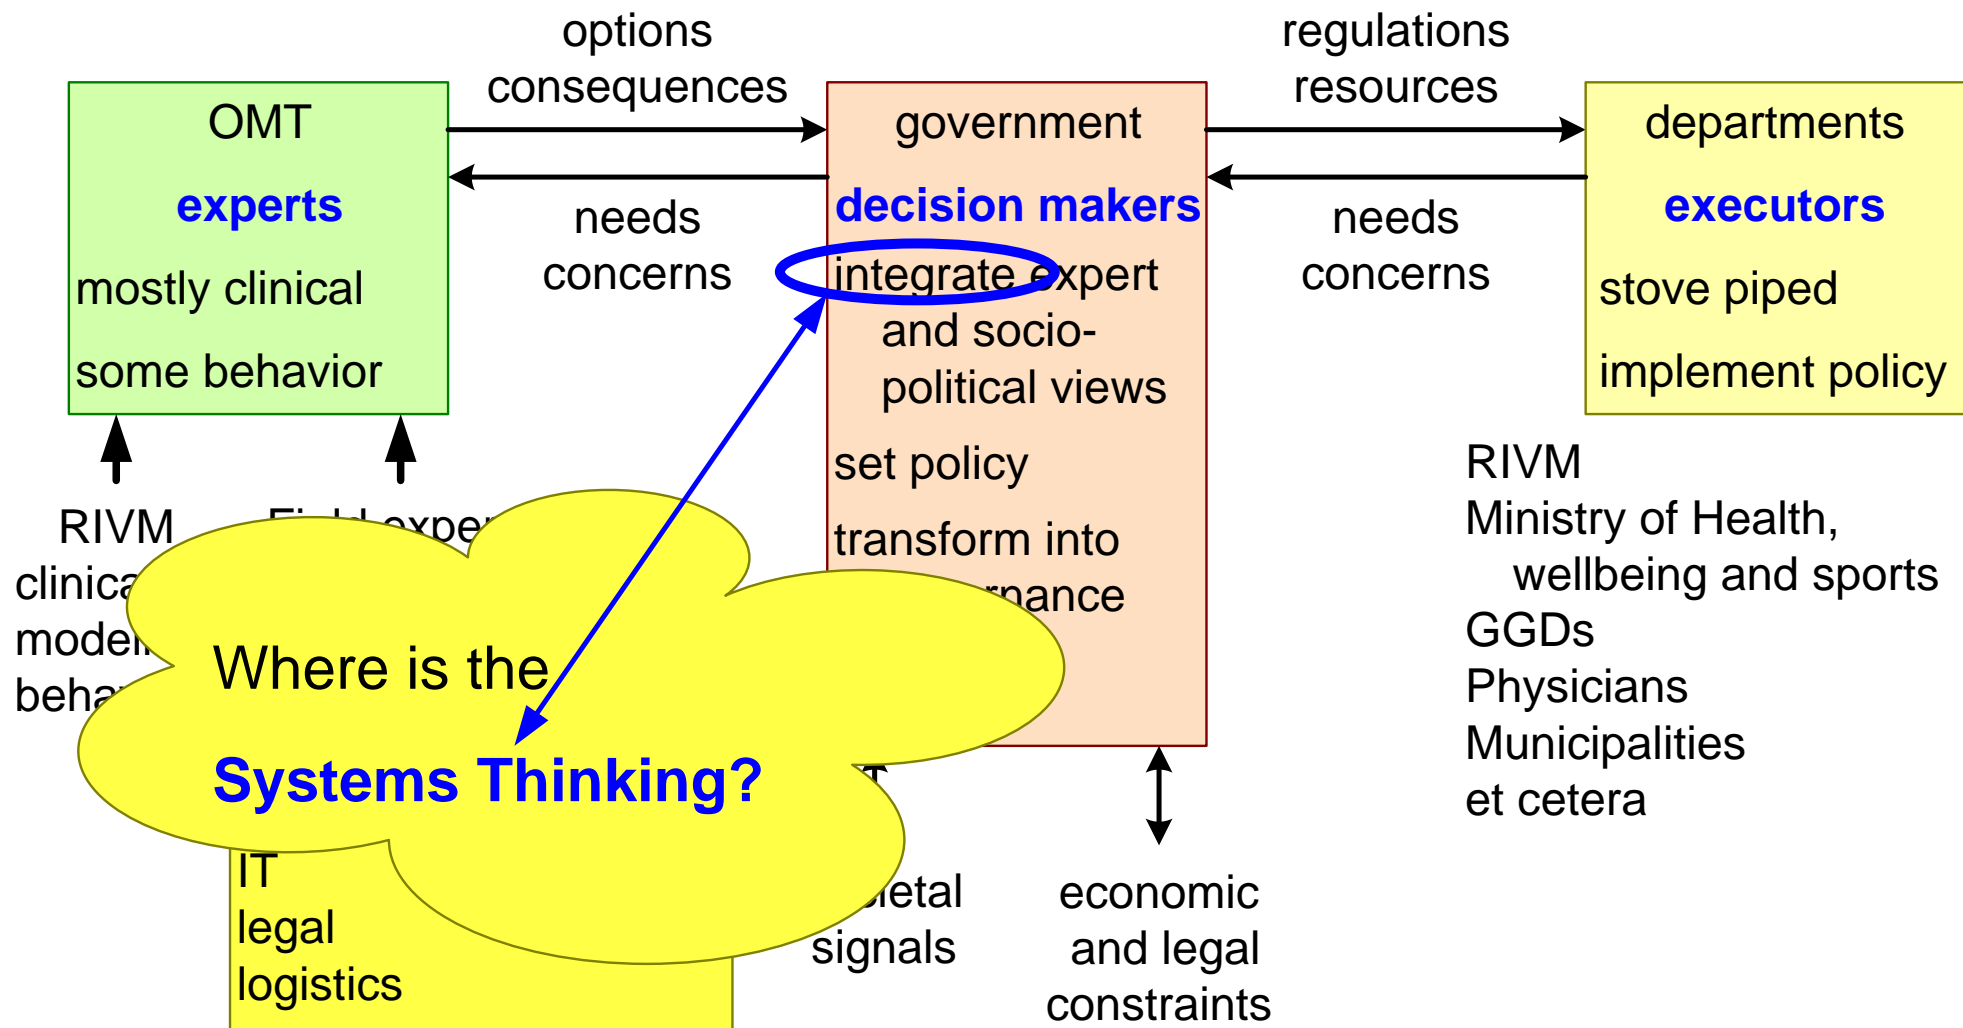 options
consequences
regulations
resources
OMT
experts
mostly clinical
some behavior
needs
concerns
government
decision makers
integrate expert
and socio-
political views
set policy
transform into
needs
concerns
departments
executors
stove piped
implement policy
RIVM
Where is the
Systems Thinking?
IT
legal
logistics
signals
economic
and legal
constraints
RIVM
Ministry of Health,
wellbeing and sports
GGDs
Physicians
Municipalities
et cetera